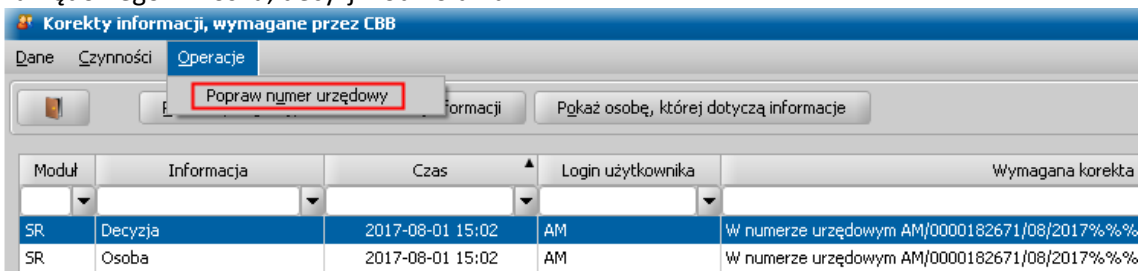 Korekty informacji, wymagane przez CBB
Dane Czynności Operacje
Popraw numer urzędowy
formacji Pokaż osobę, której dotyczą informacje
Moduł Informacja Czas Login użytkownika Wymagana korekta
SR Decyzja 2017-08-01 15:02 AM W numerze urzędowym AM/0000182671/08/2017%%%
SR Osoba 2017-08-01 15:02 AM W numerze urzędowym AM/0000182671/08/2017%%%